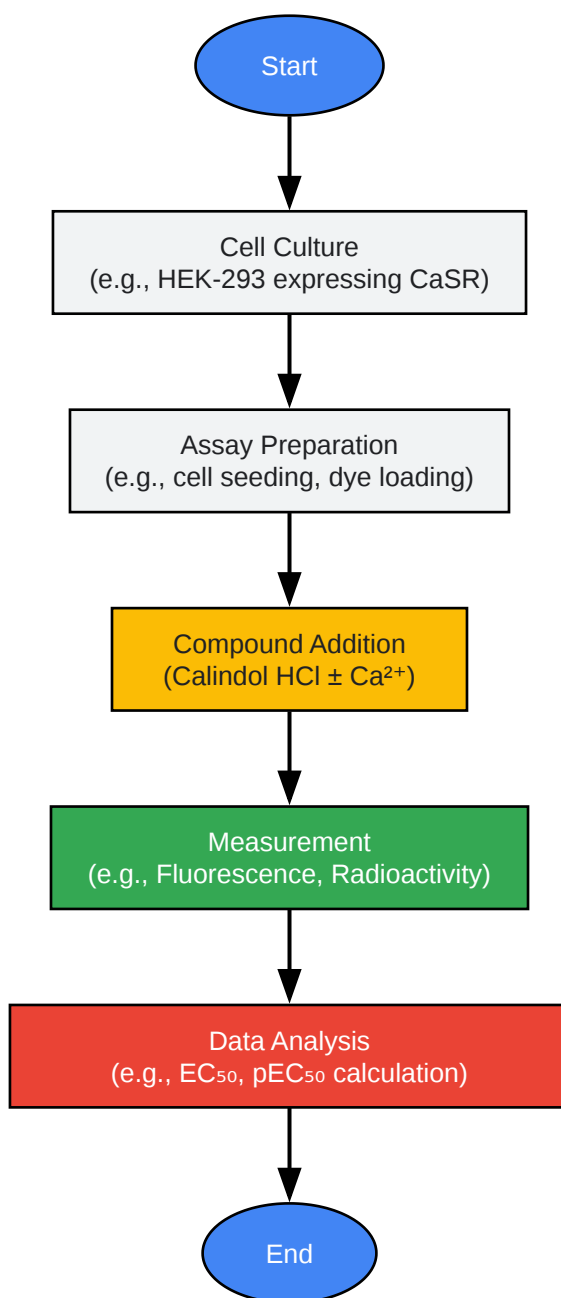 Start
Cell Culture
(e.g., HEK-293 expressing CaSR)
Assay Preparation
(e.g., cell seeding, dye loading)
Compound Addition
(Calindol HCl ± Ca²⁺)
Measurement
(e.g., Fluorescence, Radioactivity)
Data Analysis
(e.g., EC₅₀, pEC₅₀ calculation)
End